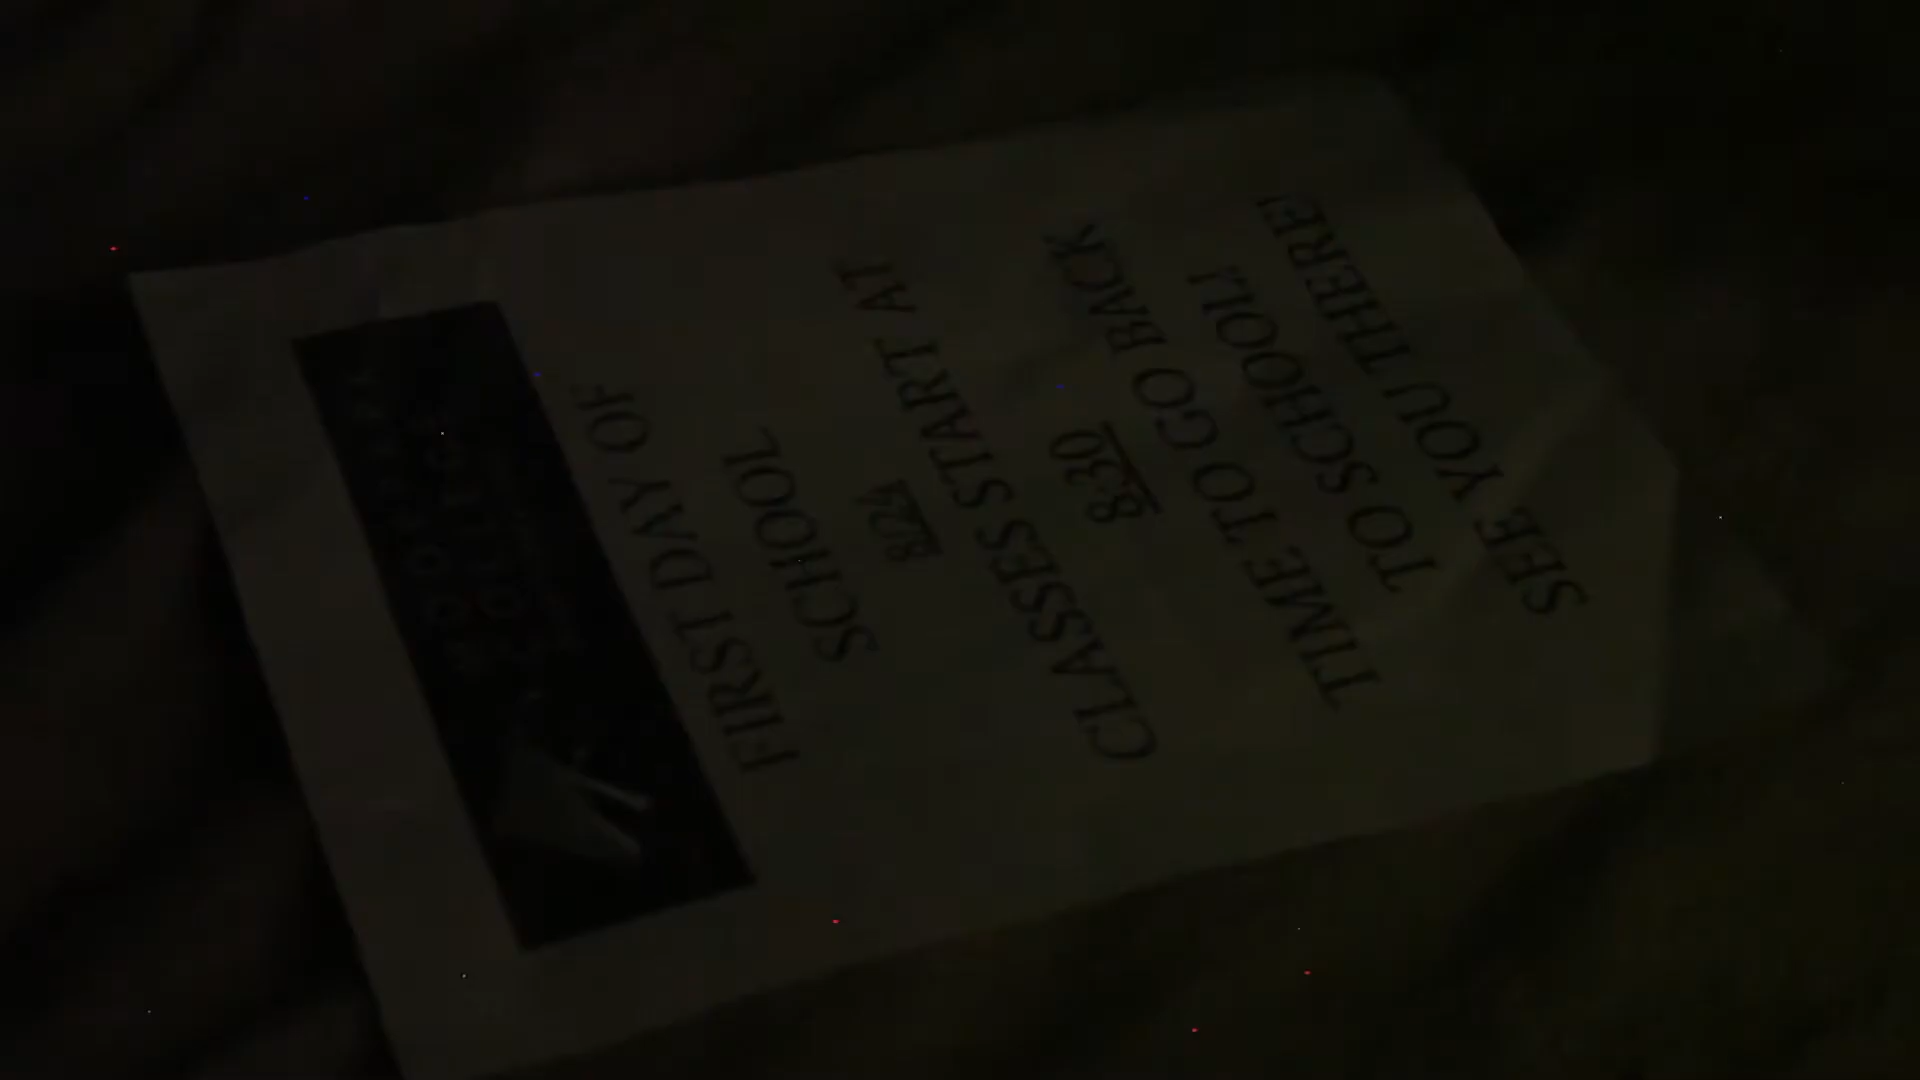 FIRST DAY OF
SCHOOL
8/24
CLASSES START AT
8:30
TIME TO GO BACK
TO SCHOOL!
SEE YOU THERE!